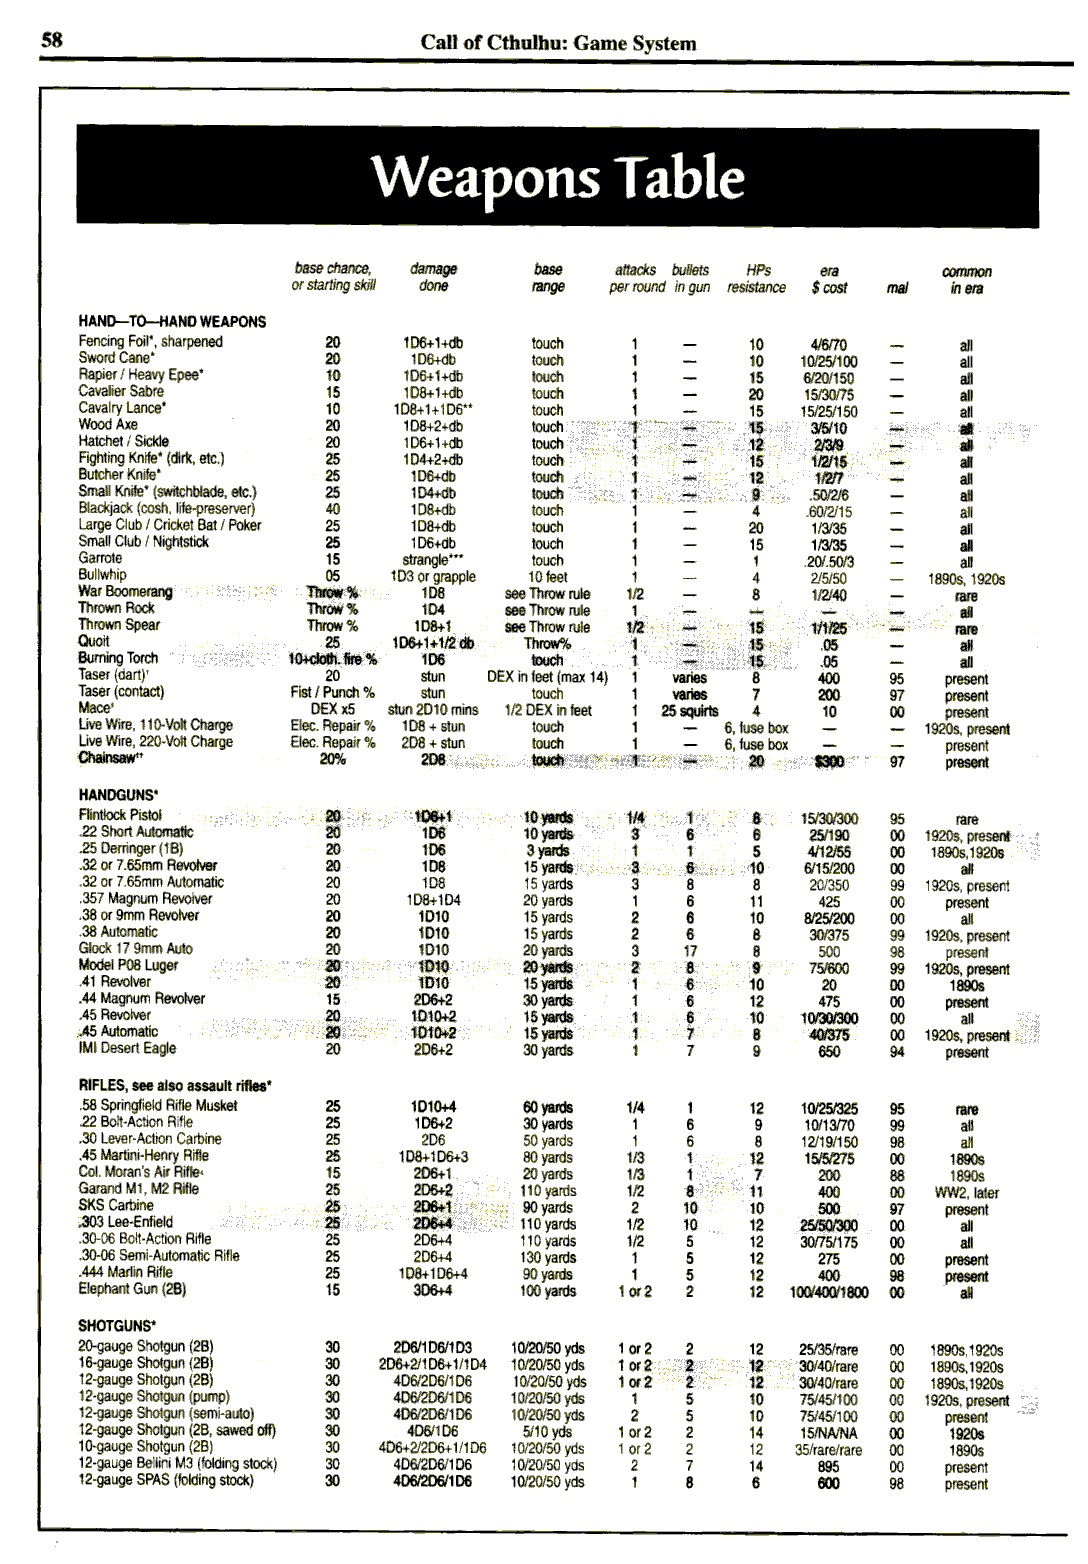 58
Call of Cthulhu: Game System
Weapons Table
base chance, damage base attacks bullets HPs era common
or starting skill done range per round in gun resistance $ cost mal in era
HAND—TO—HAND WEAPONS
Fencing Foil*, sharpened 20 1D6+1+db touch 1 — 10 4/6/70 — all
Sword Cane* 20 1D6+db touch 1 — 10 10/25/100 — all
Rapier / Heavy Epee* 10 1D6+1+db touch 1 — 15 6/20/150 — all
Cavalier Sabre 15 1D8+1+db touch 1 — 20 15/30/75 — all
Cavalry Lance* 10 1D8+1+1D6** touch 1 — 15 15/25/150 — all
Wood Axe 20 1D8+2+db touch 1 — 15 3/5/10 — all
Hatchet / Sickle 20 1D6+1+db touch 1 — 12 2/3/9 — all
Fighting Knife* (dirk, etc.) 25 1D4+2+db touch 1 — 15 1/2/15 — all
Butcher Knife* 25 1D6+db touch 1 — 12 1/2/7 — all
Small Knife* (switchblade, etc.) 25 1D4+db touch 1 — 9 .50/2/6 — all
Blackjack (cosh, life-preserver) 40 1D8+db touch 1 — 4 .60/2/15 — all
Large Club / Cricket Bat / Poker 25 1D8+db touch 1 — 20 1/3/35 — all
Small Club / Nightstick 25 1D6+db touch 1 — 15 1/3/35 — all
Garrote 15 strangle*** touch 1 — 1 .20/.50/3 — all
Bullwhip 05 1D3 or grapple 10 feet 1 — 4 2/5/50 — 1890s, 1920s
War Boomerang Throw % 1D8 see Throw rule 1/2 — 8 1/2/40 — rare
Thrown Rock Throw % 1D4 see Throw rule 1 — — — — all
Thrown Spear Throw % 1D8+1 see Throw rule 1/2 — 15 1/1/25 — rare
Quoit 25 1D6+1+1/2 db Throw% 1 — 15 .05 — all
Burning Torch 10+cloth. fire % 1D6 touch 1 — 15 .05 — all
Taser (dart)† 20 stun DEX in feet (max 14) 1 varies 8 400 95 present
Taser (contact) Fist / Punch % stun touch 1 varies 7 200 97 present
Mace† DEX x5 stun 2D10 mins 1/2 DEX in feet 1 25 squirts 4 10 00 present
Live Wire, 110-Volt Charge Elec. Repair % 1D8 + stun touch 1 — 6, fuse box — — 1920s, present
Live Wire, 220-Volt Charge Elec. Repair % 2D8 + stun touch 1 — 6, fuse box — — present
Chainsaw†† 20% 2D8 touch 1 — 20 $300 97 present
HANDGUNS*
Flintlock Pistol 20 1D6+1 10 yards 1/4 1 8 15/30/300 95 rare
.22 Short Automatic 20 1D6 10 yards 3 6 6 25/190 00 1920s, present
.25 Derringer (1B) 20 1D6 3 yards 1 1 5 4/12/55 00 1890s,1920s
.32 or 7.65mm Revolver 20 1D8 15 yards 3 6 10 6/15/200 00 all
.32 or 7.65mm Automatic 20 1D8 15 yards 3 8 8 20/350 99 1920s, present
.357 Magnum Revolver 20 1D8+1D4 20 yards 1 6 11 425 00 present
.38 or 9mm Revolver 20 1D10 15 yards 2 6 10 8/25/200 00 all
.38 Automatic 20 1D10 15 yards 2 6 8 30/375 99 1920s, present
Glock 17 9mm Auto 20 1D10 20 yards 3 17 8 500 98 present
Model P08 Luger 20 1D10 20 yards 2 8 9 75/600 99 1920s, present
.41 Revolver 20 1D10 15 yards 1 6 10 20 00 1890s
.44 Magnum Revolver 15 2D6+2 30 yards 1 6 12 475 00 present
.45 Revolver 20 1D10+2 15 yards 1 6 10 10/30/300 00 all
.45 Automatic 20 1D10+2 15 yards 1 7 8 40/375 00 1920s, present
IMI Desert Eagle 20 2D6+2 30 yards 1 7 9 650 94 present
RIFLES, see also assault rifles*
.58 Springfield Rifle Musket 25 1D10+4 60 yards 1/4 1 12 10/25/325 95 rare
.22 Bolt-Action Rifle 25 1D6+2 30 yards 1 6 9 10/13/70 99 all
.30 Lever-Action Carbine 25 2D6 50 yards 1 6 8 12/19/150 98 all
.45 Martini-Henry Rifle 25 1D8+1D6+3 80 yards 1/3 1 12 15/5/275 00 1890s
Col. Moran's Air Rifle 15 2D6+1 20 yards 1/3 1 7 200 88 1890s
Garand M1, M2 Rifle 25 2D6+2 110 yards 1/2 8 11 400 00 WW2, later
SKS Carbine 25 2D6+1 90 yards 2 10 10 500 97 present
.303 Lee-Enfield 25 2D6+4 110 yards 1/2 10 12 25/50/300 00 all
.30-06 Bolt-Action Rifle 25 2D6+4 110 yards 1/2 5 12 30/75/175 00 all
.30-06 Semi-Automatic Rifle 25 2D6+4 130 yards 1 5 12 275 00 present
.444 Marlin Rifle 25 1D8+1D6+4 90 yards 1 5 12 400 98 present
Elephant Gun (2B) 15 3D6+4 100 yards 1 or 2 2 12 100/400/1800 00 all
SHOTGUNS*
20-gauge Shotgun (2B) 30 2D6/1D6/1D3 10/20/50 yds 1 or 2 2 12 25/35/rare 00 1890s,1920s
16-gauge Shotgun (2B) 30 2D6+2/1D6+1/1D4 10/20/50 yds 1 or 2 2 12 30/40/rare 00 1890s,1920s
12-gauge Shotgun (2B) 30 4D6/2D6/1D6 10/20/50 yds 1 or 2 2 12 30/40/rare 00 1890s,1920s
12-gauge Shotgun (pump) 30 4D6/2D6/1D6 10/20/50 yds 1 5 10 75/45/100 00 1920s, present
12-gauge Shotgun (semi-auto) 30 4D6/2D6/1D6 10/20/50 yds 2 5 10 75/45/100 00 present
12-gauge Shotgun (2B, sawed off) 30 4D6/1D6 5/10 yds 1 or 2 2 14 15/NA/NA 00 1920s
10-gauge Shotgun (2B) 30 4D6+2/2D6+1/1D6 10/20/50 yds 1 or 2 2 12 35/rare/rare 00 1890s
12-gauge Bellini M3 (folding stock) 30 4D6/2D6/1D6 10/20/50 yds 2 7 14 895 00 present
12-gauge SPAS (folding stock) 30 4D6/2D6/1D6 10/20/50 yds 1 8 6 600 98 present